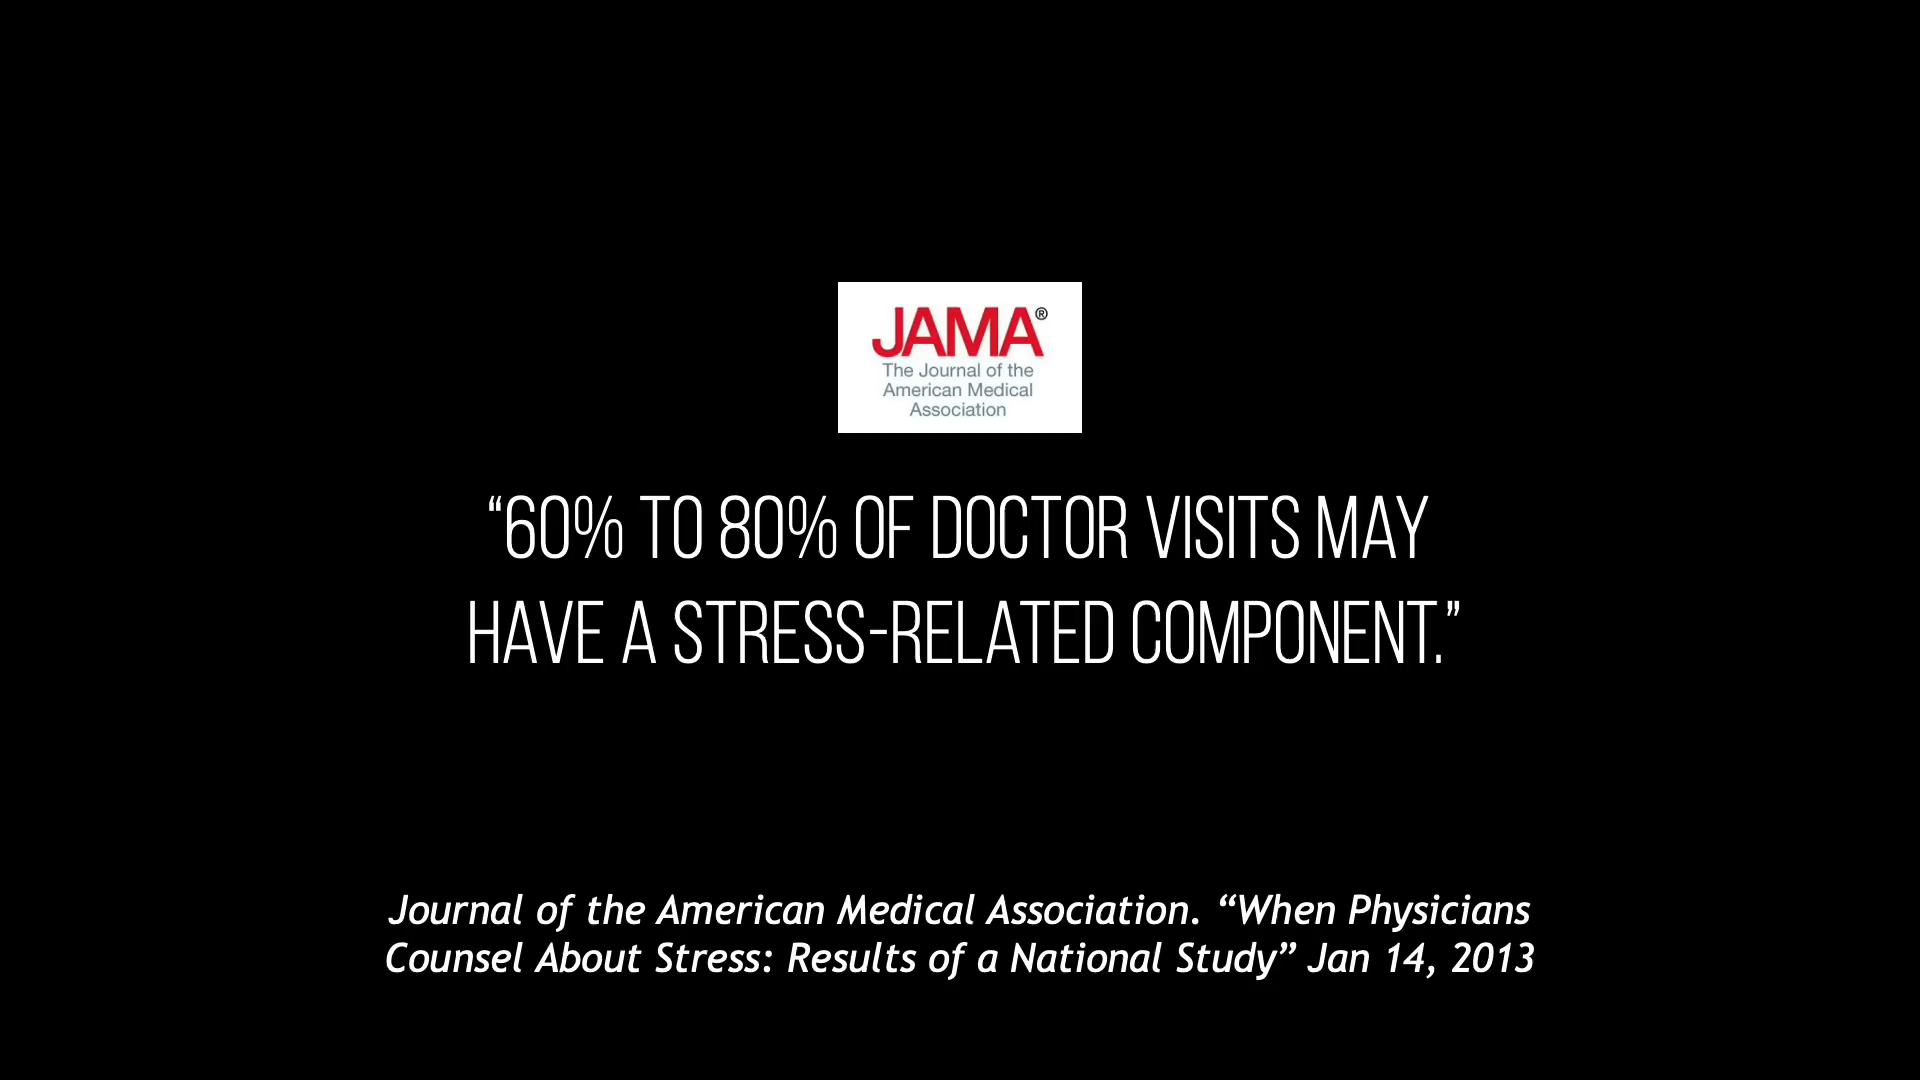 JAMA®
The Journal of the
American Medical
Association
“60% TO 80% OF DOCTOR VISITS MAY
HAVE A STRESS-RELATED COMPONENT.”
Journal of the American Medical Association. “When Physicians
Counsel About Stress: Results of a National Study” Jan 14, 2013